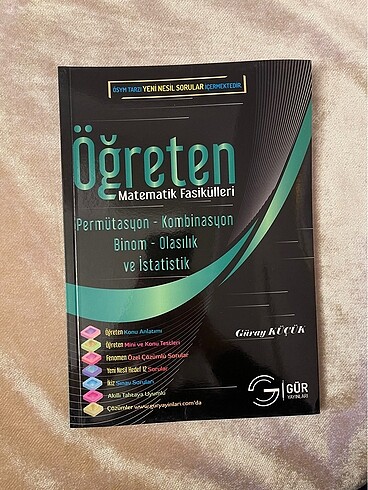 ÖSYM TARZI YENİ NESİL SORULAR İÇERMEKTEDİR.
Öğreten
Matematik Fasikülleri
Permütasyon - Kombinasyon
Binom - Olasılık
ve İstatistik
Güray KÜÇÜK
Öğreten Konu Anlatımı
Öğreten Mini ve Konu Testleri
Fenomen Özel Çözümlü Sorular
Yeni Nesil Hedef 12 Sorular
İkiz Sınav Soruları
Akıllı Tahtaya Uyumlu
Çözümler www.guryayinlari.com'da
GÜR
YAYINLARI